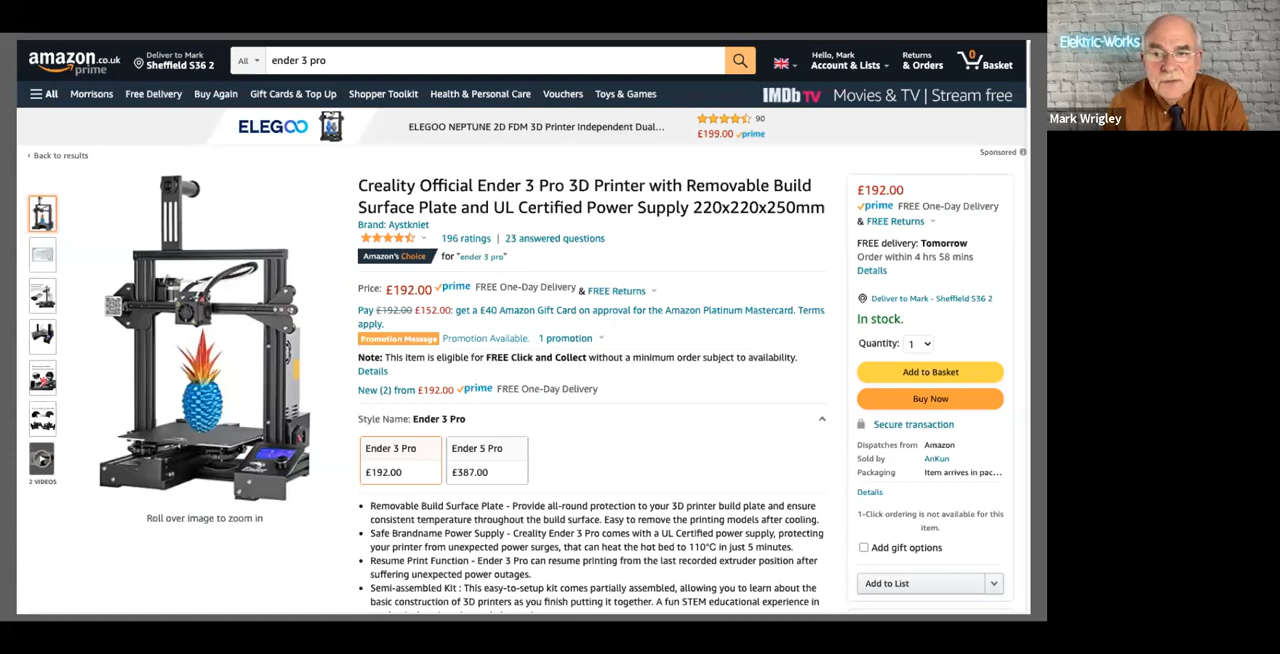 amazon.co.uk
prime
Deliver to Mark
Sheffield S36 2
All
ender 3 pro
Hello, Mark
Account & Lists
Returns
& Orders
0
Basket
All
Morrisons
Free Delivery
Buy Again
Gift Cards & Top Up
Shopper Toolkit
Health & Personal Care
Vouchers
Toys & Games
IMDb TV Movies & TV | Stream free
ELEGOO
ELEGOO NEPTUNE 2D FDM 3D Printer Independent Dual...
90
£199.00 prime
‹ Back to results
Sponsored
Creality Official Ender 3 Pro 3D Printer with Removable Build
Surface Plate and UL Certified Power Supply 220x220x250mm
Brand: Aystkniet
196 ratings | 23 answered questions
Amazon's Choice for "ender 3 pro"
Price: £192.00 prime FREE One-Day Delivery & FREE Returns
Pay £192.00 £152.00: get a £40 Amazon Gift Card on approval for the Amazon Platinum Mastercard. Terms
apply.
Promotion Message Promotion Available. 1 promotion
Note: This item is eligible for FREE Click and Collect without a minimum order subject to availability.
Details
New (2) from £192.00 prime FREE One-Day Delivery
Style Name: Ender 3 Pro
Ender 3 Pro
£192.00
Ender 5 Pro
£387.00
• Removable Build Surface Plate - Provide all-round protection to your 3D printer build plate and ensure
consistent temperature throughout the build surface. Easy to remove the printing models after cooling.
• Safe Brandname Power Supply - Creality Ender 3 Pro comes with a UL Certified power supply, protecting
your printer from unexpected power surges, that can heat the hot bed to 110℃ in just 5 minutes.
• Resume Print Function - Ender 3 Pro can resume printing from the last recorded extruder position after
suffering unexpected power outages.
• Semi-assembled Kit : This easy-to-setup kit comes partially assembled, allowing you to learn about the
basic construction of 3D printers as you finish putting it together. A fun STEM educational experience in
2 VIDEOS
Roll over image to zoom in
£192.00
prime FREE One-Day Delivery
& FREE Returns
FREE delivery: Tomorrow
Order within 4 hrs 58 mins
Details
Deliver to Mark - Sheffield S36 2
In stock.
Quantity: 1
Add to Basket
Buy Now
Secure transaction
Dispatches from Amazon
Sold by AnKun
Packaging Item arrives in pac...
Details
1-Click ordering is not available for this
item.
Add gift options
Add to List
Elektric-Works
Mark Wrigley